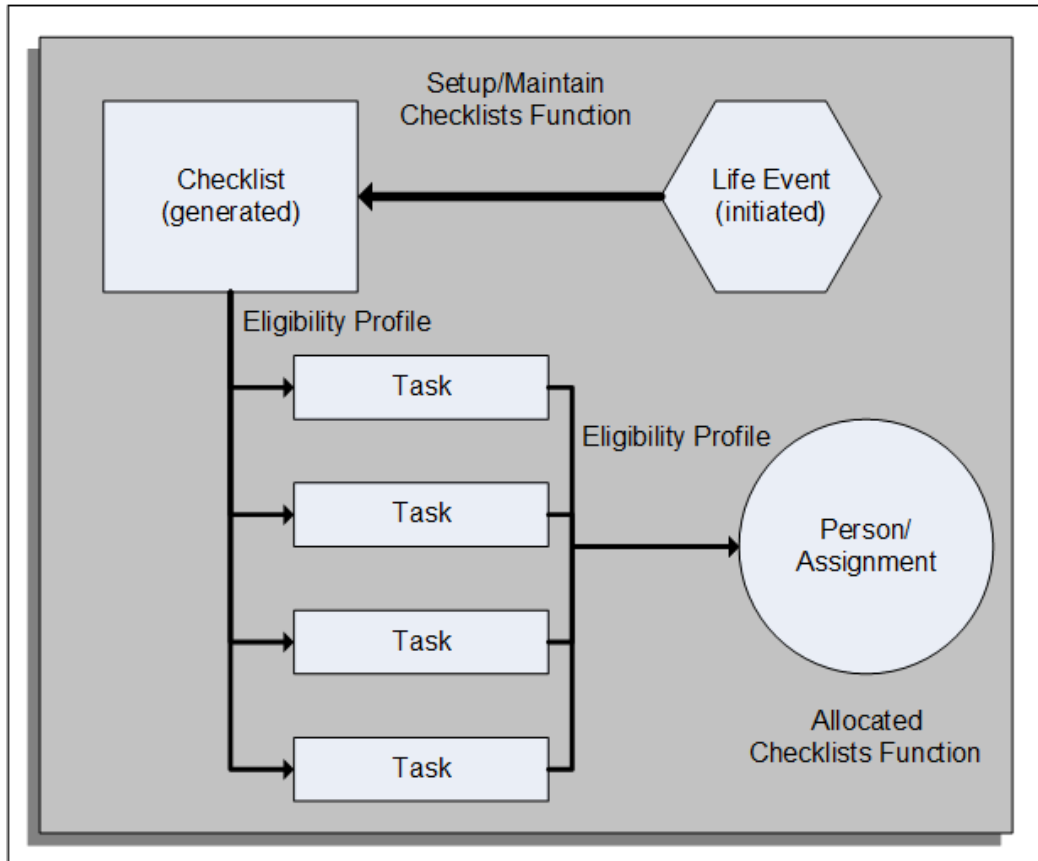 Setup/Maintain
Checklists Function
Checklist
(generated)
Life Event
(initiated)
Eligibility Profile
Task
Eligibility Profile
Task
Person/
Assignment
Task
Allocated
Checklists Function
Task